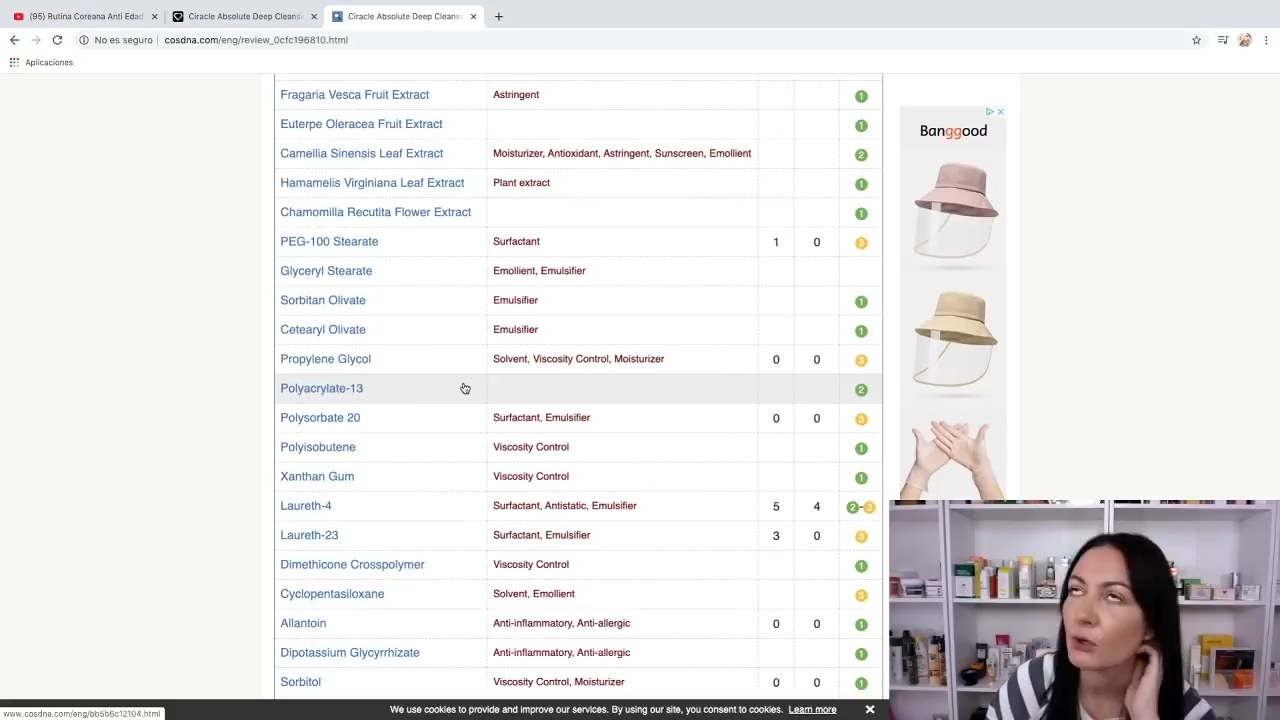 (95) Rutina Coreana Anti Edad
Ciracle Absolute Deep Cleanse
Ciracle Absolute Deep Cleanse
No es seguro cosdna.com/eng/review_0cfc196810.html
Aplicaciones
Fragaria Vesca Fruit Extract Astringent 1
Euterpe Oleracea Fruit Extract 1
Camellia Sinensis Leaf Extract Moisturizer, Antioxidant, Astringent, Sunscreen, Emollient 2
Hamamelis Virginiana Leaf Extract Plant extract 1
Chamomilla Recutita Flower Extract 1
PEG-100 Stearate Surfactant 1 0 3
Glyceryl Stearate Emollient, Emulsifier
Sorbitan Olivate Emulsifier 1
Cetearyl Olivate Emulsifier 1
Propylene Glycol Solvent, Viscosity Control, Moisturizer 0 0 3
Polyacrylate-13 2
Polysorbate 20 Surfactant, Emulsifier 0 0 3
Polyisobutene Viscosity Control 1
Xanthan Gum Viscosity Control 1
Laureth-4 Surfactant, Antistatic, Emulsifier 5 4 2-3
Laureth-23 Surfactant, Emulsifier 3 0 3
Dimethicone Crosspolymer Viscosity Control 1
Cyclopentasiloxane Solvent, Emollient 3
Allantoin Anti-inflammatory, Anti-allergic 0 0 1
Dipotassium Glycyrrhizate Anti-inflammatory, Anti-allergic 1
Sorbitol Viscosity Control, Moisturizer 0 0 1
Banggood
We use cookies to provide and improve our services. By using our site, you consent to cookies. Learn more
www.cosdna.com/eng/bb5b6c12104.html